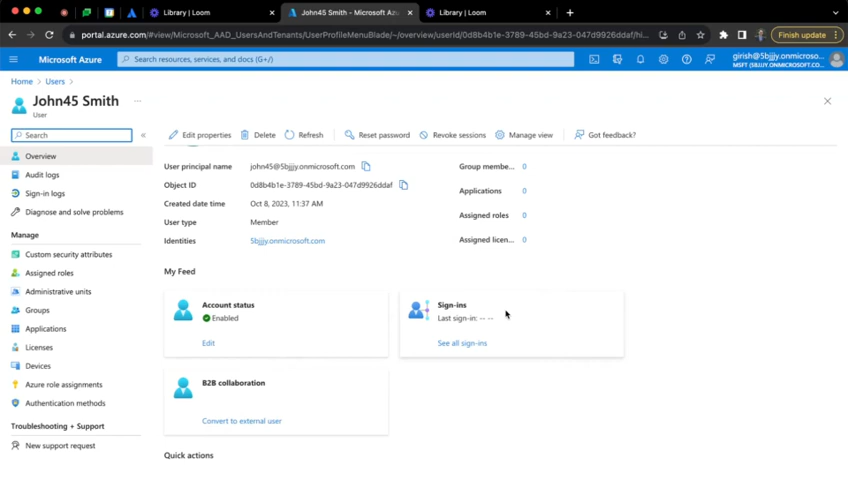 Library | Loom
John45 Smith - Microsoft Az
Library | Loom
portal.azure.com/#view/Microsoft_AAD_UsersAndTenants/UserProfileMenuBlade/~/overview/userId/0d8b4b1e-3789-45bd-9a23-047d9926ddaf/hi...
Finish update
Microsoft Azure
Search resources, services, and docs (G+/)
girish@5bjjjy.onmicroso...
MSFT (5BJJJY.ONMICROSOFT....
Home > Users >
John45 Smith ...
User
Search
Overview
Audit logs
Sign-in logs
Diagnose and solve problems
Manage
Custom security attributes
Assigned roles
Administrative units
Groups
Applications
Licenses
Devices
Azure role assignments
Authentication methods
Troubleshooting + Support
New support request
Edit properties
Delete
Refresh
Reset password
Revoke sessions
Manage view
Got feedback?
User principal name john45@5bjjjy.onmicrosoft.com
Object ID 0d8b4b1e-3789-45bd-9a23-047d9926ddaf
Created date time Oct 8, 2023, 11:37 AM
User type Member
Identities 5bjjjy.onmicrosoft.com
Group membe... 0
Applications 0
Assigned roles 0
Assigned licen... 0
My Feed
Account status
Enabled
Edit
Sign-ins
Last sign-in: -- --
See all sign-ins
B2B collaboration
Convert to external user
Quick actions